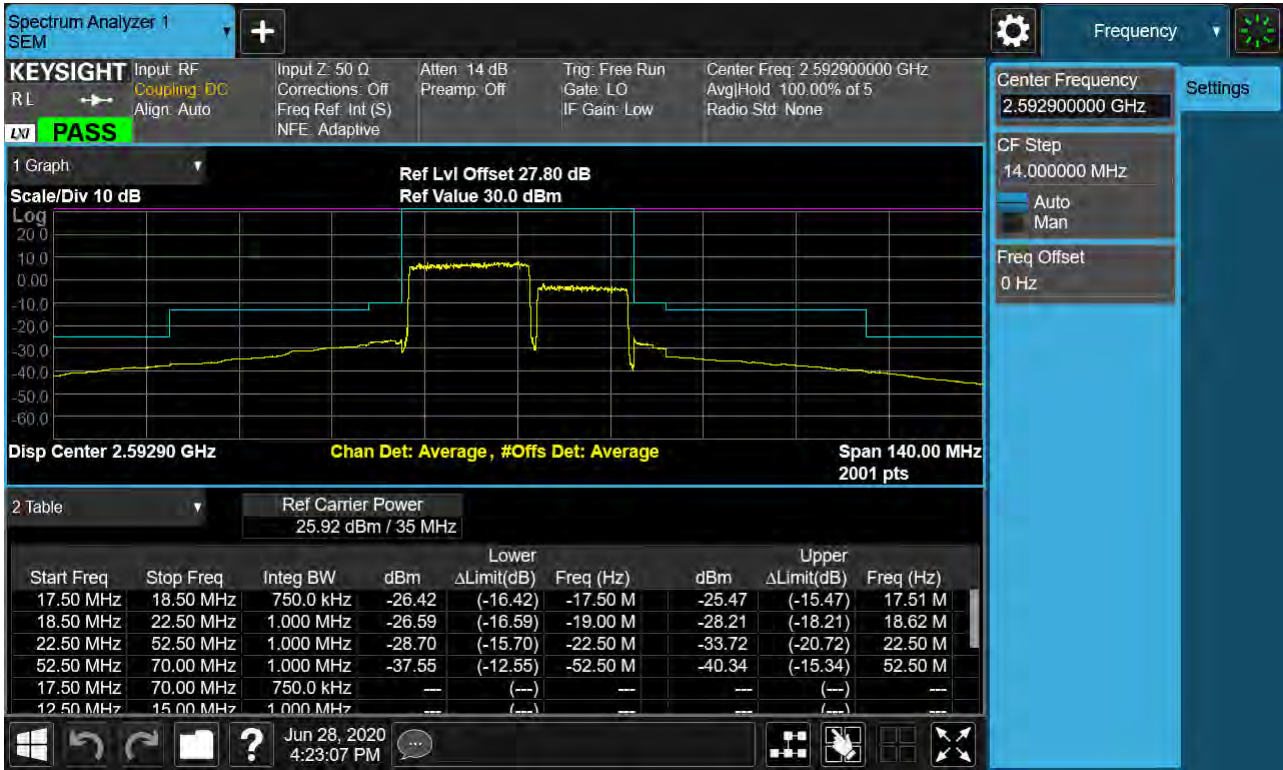 Spectrum Analyzer 1
SEM
+
Frequency
KEYSIGHT
RL
LXI PASS
Input: RF
Coupling: DC
Align: Auto
Input Z: 50 Ω
Corrections: Off
Freq Ref: Int (S)
NFE: Adaptive
Atten: 14 dB
Preamp: Off
Trig: Free Run
Gate: LO
IF Gain: Low
Center Freq: 2.592900000 GHz
Avg|Hold: 100.00% of 5
Radio Std: None
Center Frequency
2.592900000 GHz
Settings
CF Step
14.000000 MHz
Auto
Man
Freq Offset
0 Hz
1 Graph
Ref Lvl Offset 27.80 dB
Scale/Div 10 dB
Ref Value 30.0 dBm
Log
20.0
10.0
0.00
-10.0
-20.0
-30.0
-40.0
-50.0
-60.0
Disp Center 2.59290 GHz
Chan Det: Average, #Offs Det: Average
Span 140.00 MHz
2001 pts
2 Table
Ref Carrier Power
25.92 dBm / 35 MHz
Lower Upper
Start Freq Stop Freq Integ BW dBm ΔLimit(dB) Freq (Hz) dBm ΔLimit(dB) Freq (Hz)
17.50 MHz 18.50 MHz 750.0 kHz -26.42 (-16.42) -17.50 M -25.47 (-15.47) 17.51 M
18.50 MHz 22.50 MHz 1.000 MHz -26.59 (-16.59) -19.00 M -28.21 (-18.21) 18.62 M
22.50 MHz 52.50 MHz 1.000 MHz -28.70 (-15.70) -22.50 M -33.72 (-20.72) 22.50 M
52.50 MHz 70.00 MHz 1.000 MHz -37.55 (-12.55) -52.50 M -40.34 (-15.34) 52.50 M
17.50 MHz 70.00 MHz 750.0 kHz --- (---) --- --- (---) ---
12.50 MHz 15.00 MHz 1.000 MHz --- (---) --- --- (---) ---
?
Jun 28, 2020
4:23:07 PM